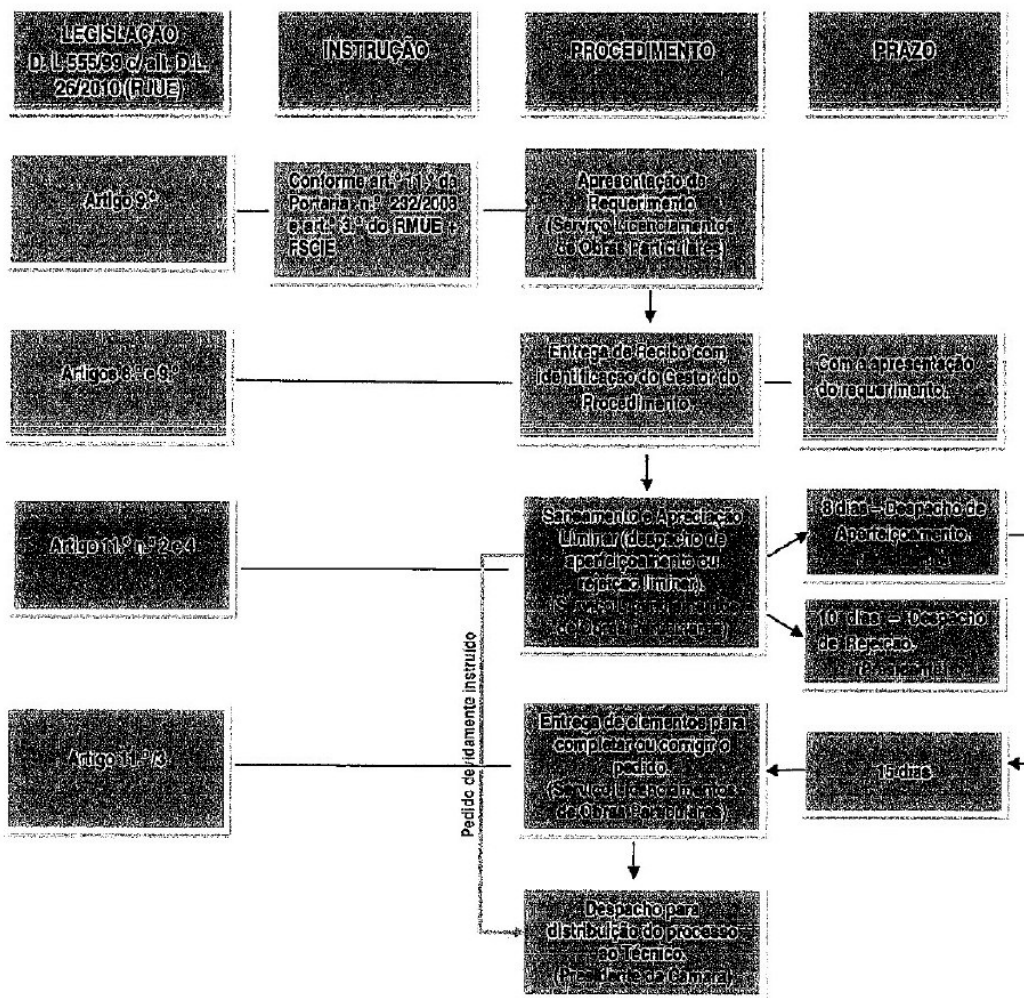 LEGISLAÇÃO
D. L 555/99 c/ alt. D.L.
26/2010 (RJUE)
INSTRUÇÃO
PROCEDIMENTO
PRAZO
Artigo 9.º
Conforme art.º 11.º da
Portaria n.º 232/2008
e art.º 3.º do RMUE +
FSCIE
Apresentação do
Requerimento
(Serviço Licenciamentos
de Obras Particulares)
Artigos 8.º e 9.º
Entrega de Recibo com
identificação do Gestor do
Procedimento.
Com a apresentação
do requerimento.
Artigo 11.º n.º 2 e 4
Saneamento e Apreciação
Liminar (despacho de
aperfeiçoamento ou
rejeição liminar).
(Serviço Licenciamentos
de Obras Particulares)
8 dias – Despacho de
Aperfeiçoamento.
10 dias – Despacho
de Rejeição.
Pedido devidamente instruído
Artigo 11.º /3
Entrega de elementos para
completar ou corrigir o
pedido.
(Serviço Licenciamentos
de Obras Particulares)
15 dias
Despacho para
distribuição do processo
ao Técnico.
(Presidente da Câmara)